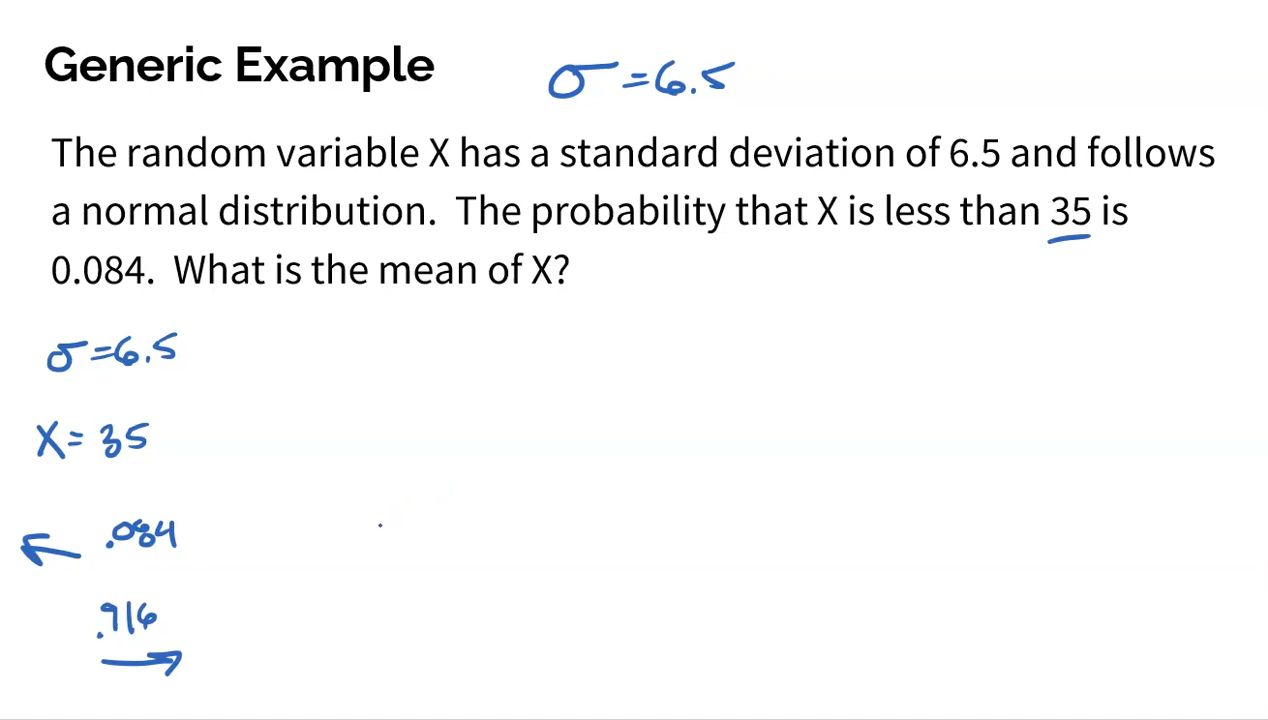 Generic Example σ=6.5
The random variable X has a standard deviation of 6.5 and follows
a normal distribution. The probability that X is less than 35 is
0.084. What is the mean of X?
σ=6.5
X=35
.084
.916